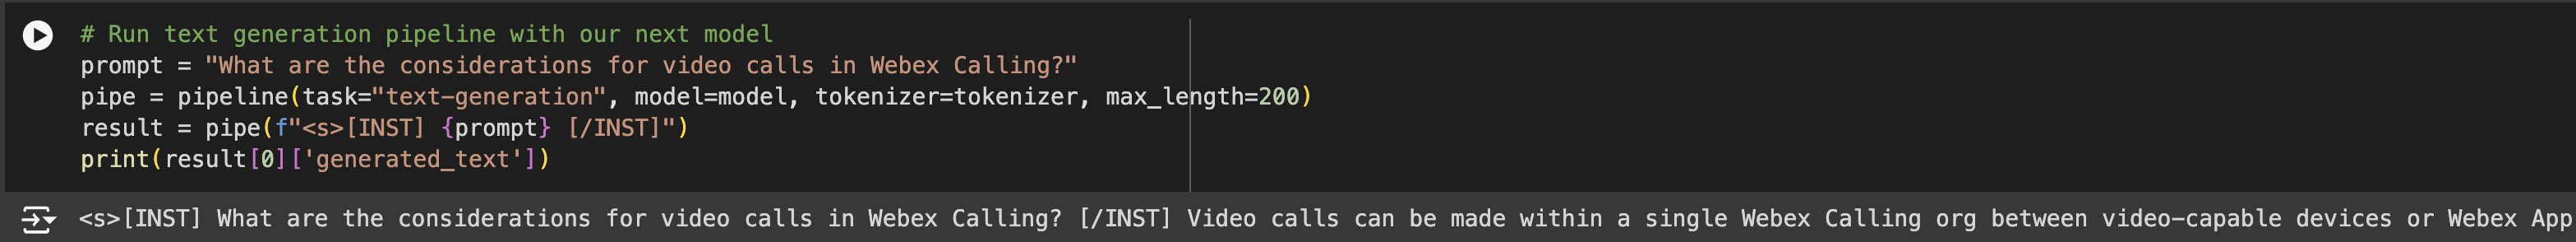 # Run text generation pipeline with our next model
prompt = "What are the considerations for video calls in Webex Calling?"
pipe = pipeline(task="text-generation", model=model, tokenizer=tokenizer, max_length=200)
result = pipe(f"<s>[INST] {prompt} [/INST]")
print(result[0]['generated_text'])
<s>[INST] What are the considerations for video calls in Webex Calling? [/INST] Video calls can be made within a single Webex Calling org between video-capable devices or Webex App